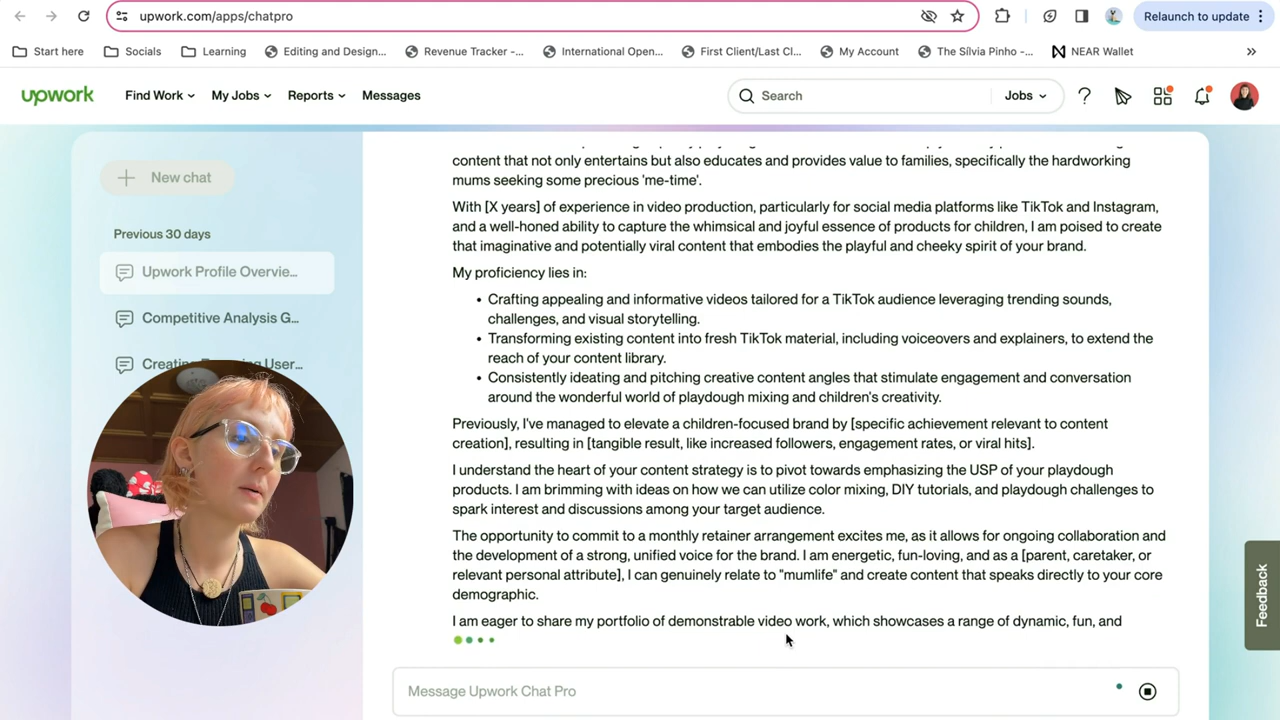 upwork.com/apps/chatpro
Relaunch to update
Start here
Socials
Learning
Editing and Design...
Revenue Tracker -...
International Open...
First Client/Last Cl...
My Account
The Sílvia Pinho -...
NEAR Wallet
upwork
Find Work
My Jobs
Reports
Messages
Search
Jobs
New chat
Previous 30 days
Upwork Profile Overvie...
Competitive Analysis G...
content that not only entertains but also educates and provides value to families, specifically the hardworking
mums seeking some precious 'me-time'.
With [X years] of experience in video production, particularly for social media platforms like TikTok and Instagram,
and a well-honed ability to capture the whimsical and joyful essence of products for children, I am poised to create
that imaginative and potentially viral content that embodies the playful and cheeky spirit of your brand.
My proficiency lies in:
• Crafting appealing and informative videos tailored for a TikTok audience leveraging trending sounds,
challenges, and visual storytelling.
• Transforming existing content into fresh TikTok material, including voiceovers and explainers, to extend the
reach of your content library.
• Consistently ideating and pitching creative content angles that stimulate engagement and conversation
around the wonderful world of playdough mixing and children's creativity.
Previously, I've managed to elevate a children-focused brand by [specific achievement relevant to content
creation], resulting in [tangible result, like increased followers, engagement rates, or viral hits].
I understand the heart of your content strategy is to pivot towards emphasizing the USP of your playdough
products. I am brimming with ideas on how we can utilize color mixing, DIY tutorials, and playdough challenges to
spark interest and discussions among your target audience.
The opportunity to commit to a monthly retainer arrangement excites me, as it allows for ongoing collaboration and
the development of a strong, unified voice for the brand. I am energetic, fun-loving, and as a [parent, caretaker, or
relevant personal attribute], I can genuinely relate to "mumlife" and create content that speaks directly to your core
demographic.
I am eager to share my portfolio of demonstrable video work, which showcases a range of dynamic, fun, and
Message Upwork Chat Pro
Feedback